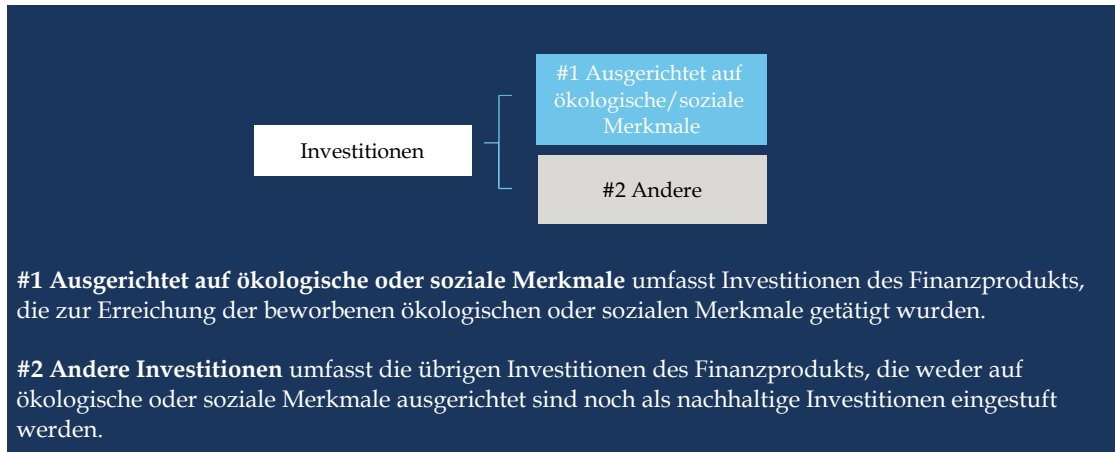 #1 Ausgerichtet auf
ökologische/soziale
Merkmale
Investitionen
#2 Andere
#1 Ausgerichtet auf ökologische oder soziale Merkmale umfasst Investitionen des Finanzprodukts,
die zur Erreichung der beworbenen ökologischen oder sozialen Merkmale getätigt wurden.
#2 Andere Investitionen umfasst die übrigen Investitionen des Finanzprodukts, die weder auf
ökologische oder soziale Merkmale ausgerichtet sind noch als nachhaltige Investitionen eingestuft
werden.